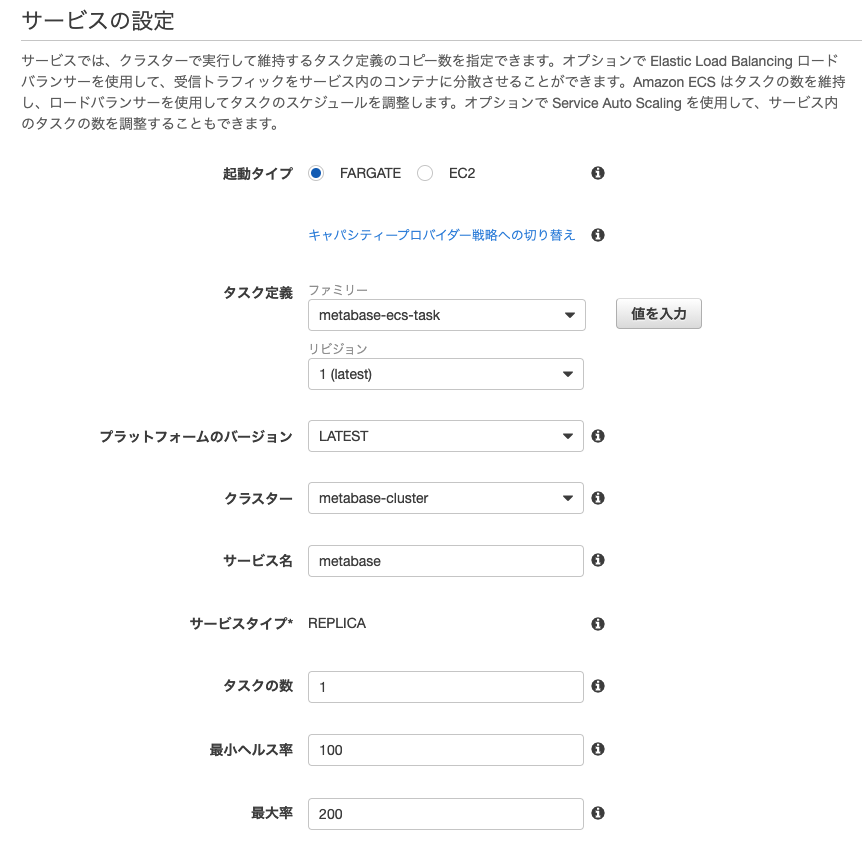 サービスの設定
サービスでは、クラスターで実行して維持するタスク定義のコピー数を指定できます。オプションで Elastic Load Balancing ロード
バランサーを使用して、受信トラフィックをサービス内のコンテナに分散させることができます。Amazon ECS はタスクの数を維持
し、ロードバランサーを使用してタスクのスケジュールを調整します。オプションで Service Auto Scaling を使用して、サービス内
のタスクの数を調整することもできます。
起動タイプ FARGATE EC2
キャパシティープロバイダー戦略への切り替え
タスク定義 ファミリー
metabase-ecs-task 値を入力
リビジョン
1 (latest)
プラットフォームのバージョン LATEST
クラスター metabase-cluster
サービス名 metabase
サービスタイプ* REPLICA
タスクの数 1
最小ヘルス率 100
最大率 200